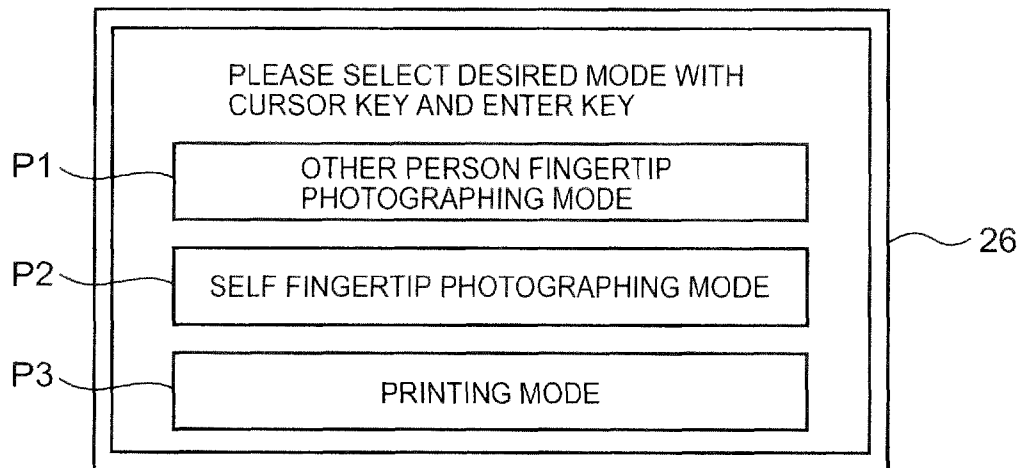 PLEASE SELECT DESIRED MODE WITH
CURSOR KEY AND ENTER KEY
P1
OTHER PERSON FINGERTIP
PHOTOGRAPHING MODE
26
P2
SELF FINGERTIP PHOTOGRAPHING MODE
P3
PRINTING MODE